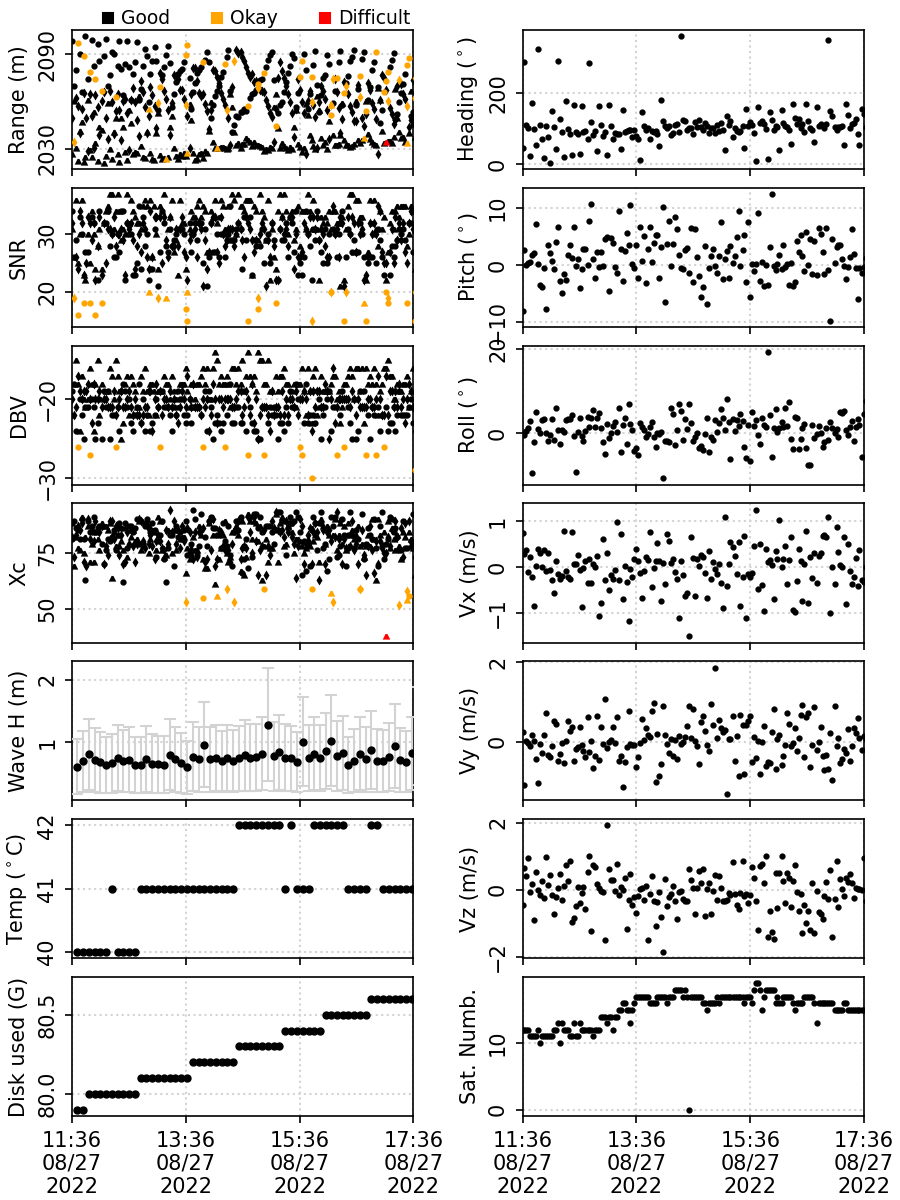 Good Okay Difficult
Range (m)
2090
2030
Heading (°)
200
0
SNR
30
20
Pitch (°)
10
0
−10
DBV
−20
−30
Roll (°)
20
0
Xc
75
50
Vx (m/s)
1
0
−1
Wave H (m)
2
1
Vy (m/s)
2
0
Temp (°C)
42
41
40
Vz (m/s)
2
0
−2
Disk used (G)
80.5
80.0
Sat. Numb.
10
0
11:36 13:36 15:36 17:36
08/27 08/27 08/27 08/27
2022 2022 2022 2022
11:36 13:36 15:36 17:36
08/27 08/27 08/27 08/27
2022 2022 2022 2022